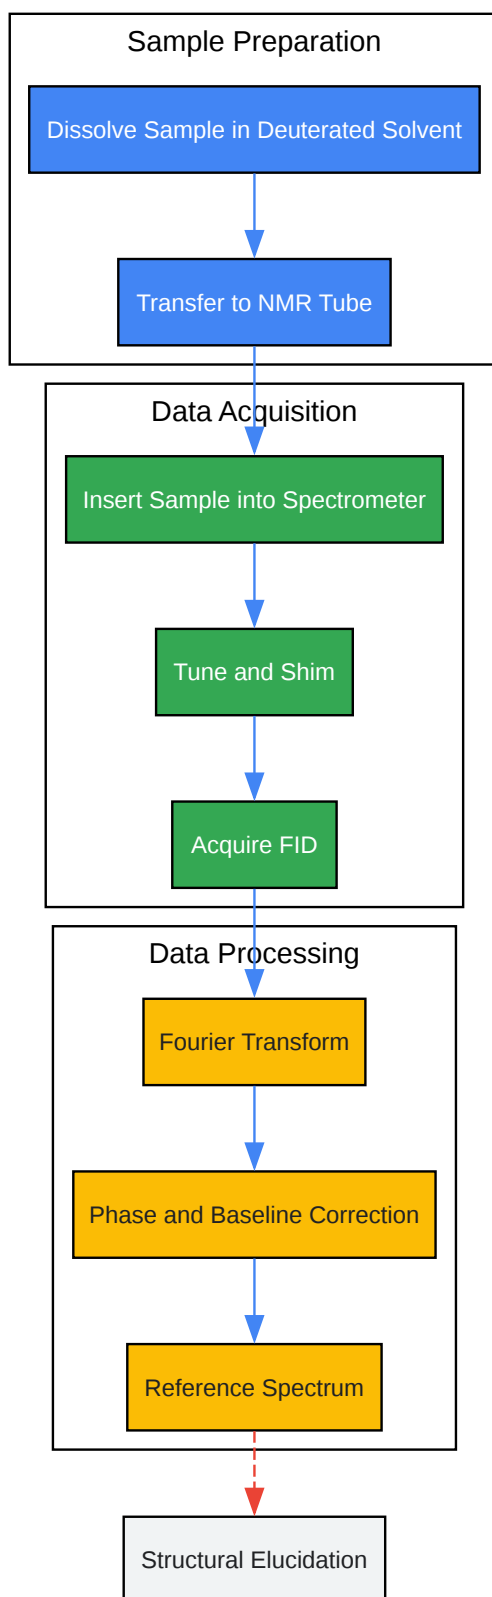 Sample Preparation
Dissolve Sample in Deuterated Solvent
Transfer to NMR Tube
Data Acquisition
Insert Sample into Spectrometer
Tune and Shim
Acquire FID
Data Processing
Fourier Transform
Phase and Baseline Correction
Reference Spectrum
Structural Elucidation